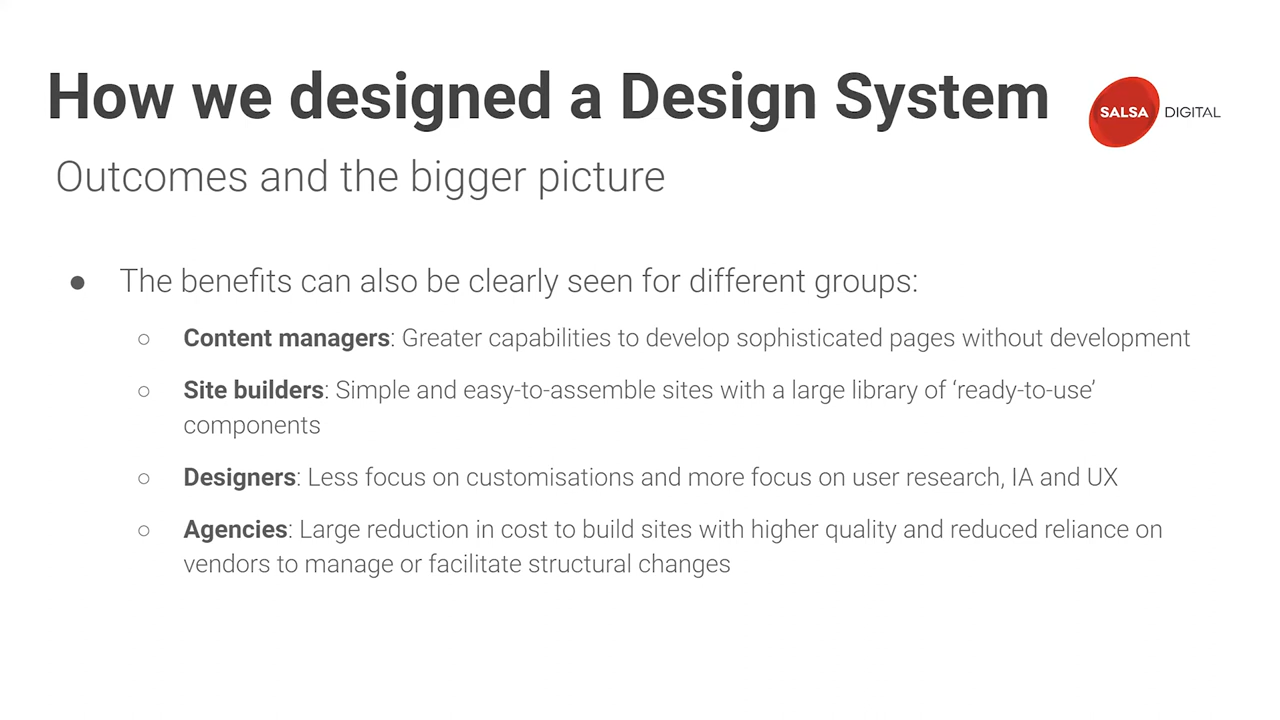 How we designed a Design System
SALSA DIGITAL
Outcomes and the bigger picture
● The benefits can also be clearly seen for different groups:
○ Content managers: Greater capabilities to develop sophisticated pages without development
○ Site builders: Simple and easy-to-assemble sites with a large library of ‘ready-to-use’
components
○ Designers: Less focus on customisations and more focus on user research, IA and UX
○ Agencies: Large reduction in cost to build sites with higher quality and reduced reliance on
vendors to manage or facilitate structural changes